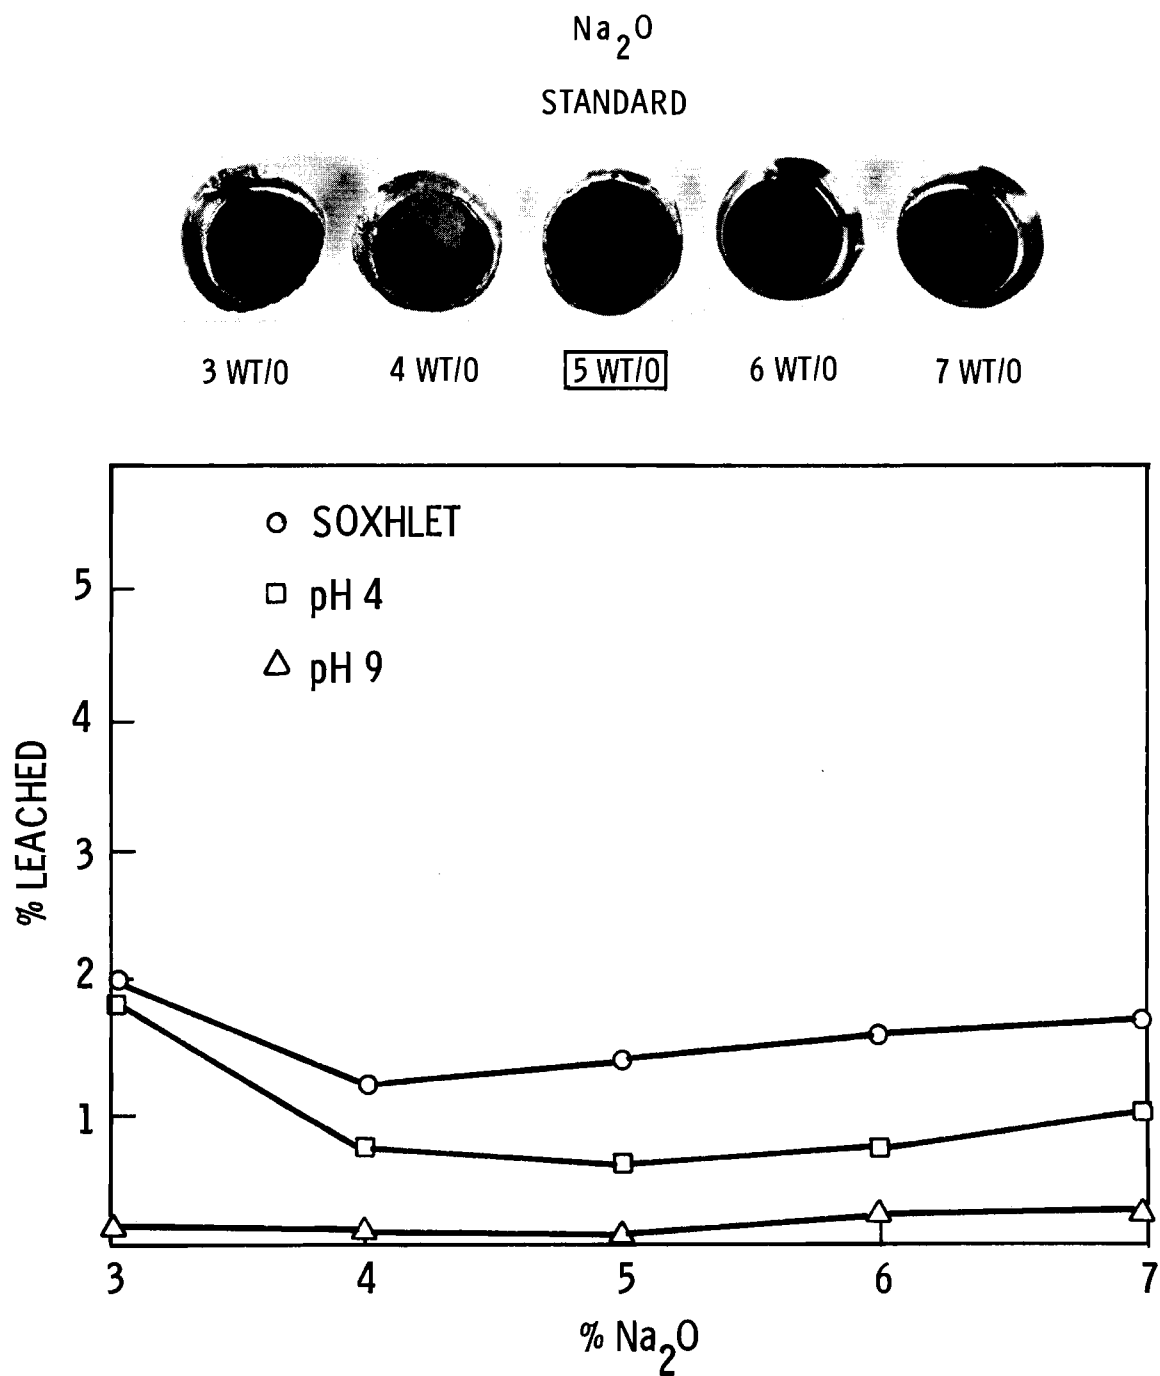 Na₂O
STANDARD
3 WT/O 4 WT/O 5 WT/O 6 WT/O 7 WT/O
SOXHLET
pH 4
pH 9
5
4
3
2
1
% LEACHED
3 4 5 6 7
% Na₂O